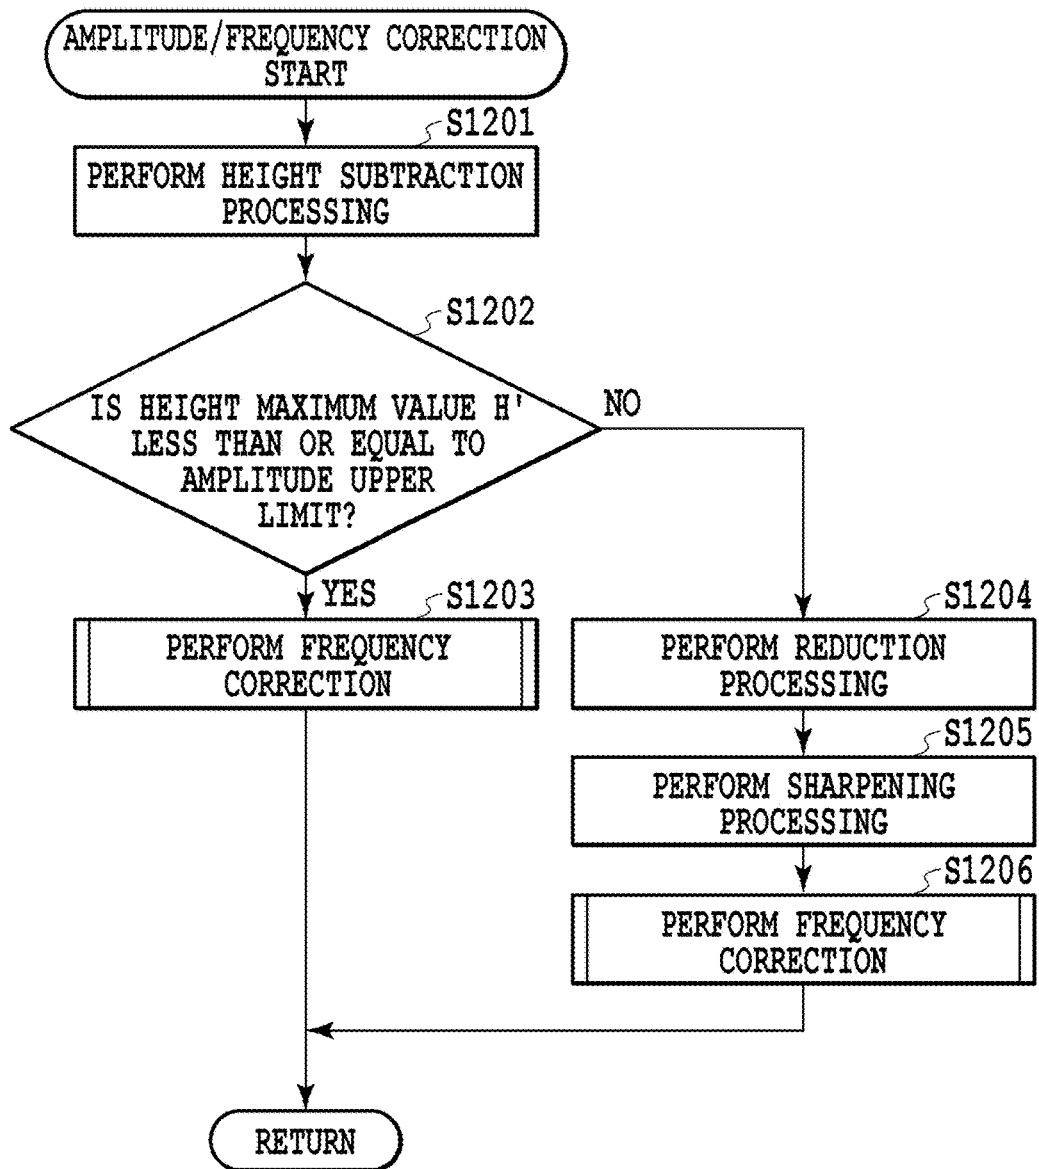 AMPLITUDE/FREQUENCY CORRECTION
START
S1201
PERFORM HEIGHT SUBTRACTION
PROCESSING
S1202
IS HEIGHT MAXIMUM VALUE H'
LESS THAN OR EQUAL TO
AMPLITUDE UPPER
LIMIT?
NO
YES
S1203
PERFORM FREQUENCY
CORRECTION
S1204
PERFORM REDUCTION
PROCESSING
S1205
PERFORM SHARPENING
PROCESSING
S1206
PERFORM FREQUENCY
CORRECTION
RETURN